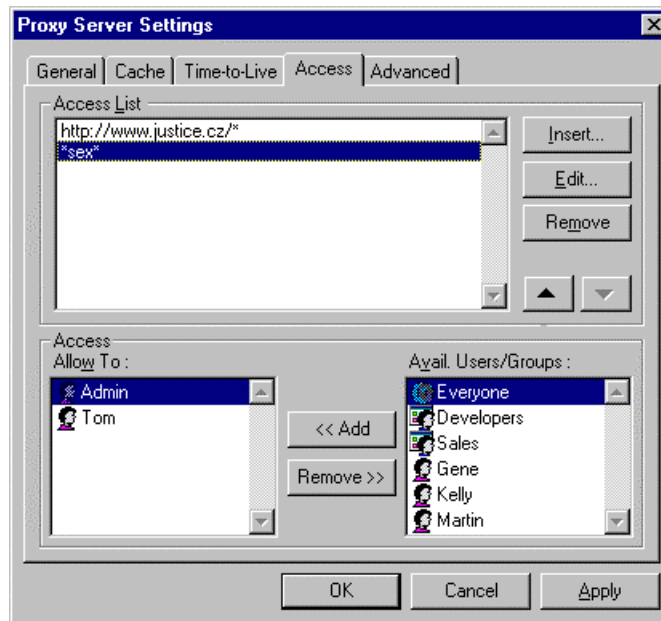 Proxy Server Settings
General Cache Time-to-Live Access Advanced
Access List
http://www.justice.cz/*
*sex*
Insert...
Edit...
Remove
Access
Allow To :
Admin
Tom
<< Add
Remove >>
Avail. Users/Groups :
Everyone
Developers
Sales
Gene
Kelly
Martin
OK Cancel Apply